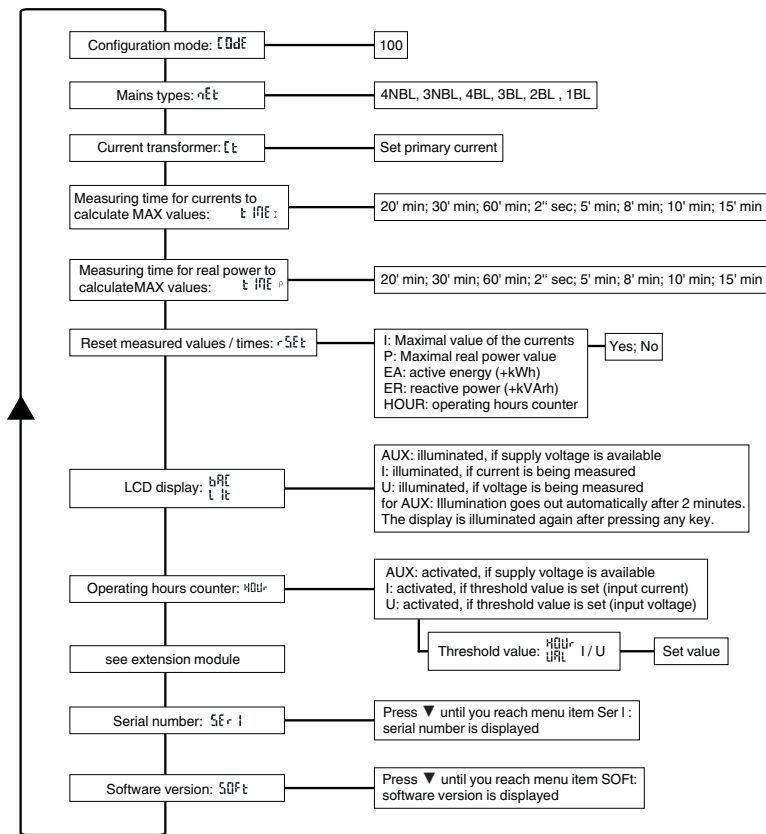 Configuration mode: CodE
100
Mains types: nEt
4NBL, 3NBL, 4BL, 3BL, 2BL , 1BL
Current transformer: Ct
Set primary current
Measuring time for currents to
calculate MAX values: tIME I
20' min; 30' min; 60' min; 2" sec; 5' min; 8' min; 10' min; 15' min
Measuring time for real power to
calculateMAX values: tIME P
20' min; 30' min; 60' min; 2" sec; 5' min; 8' min; 10' min; 15' min
Reset measured values / times: rSEt
I: Maximal value of the currents
P: Maximal real power value
EA: active energy (+kWh)
ER: reactive power (+kVArh)
HOUR: operating hours counter
Yes; No
LCD display: bAC
LIt
AUX: illuminated, if supply voltage is available
I: illuminated, if current is being measured
U: illuminated, if voltage is being measured
for AUX: Illumination goes out automatically after 2 minutes.
The display is illuminated again after pressing any key.
Operating hours counter: HOUr
AUX: activated, if supply voltage is available
I: activated, if threshold value is set (input current)
U: activated, if threshold value is set (input voltage)
Threshold value: HOUr
UAL I / U
Set value
see extension module
Serial number: SErI
Press ▼ until you reach menu item Ser I :
serial number is displayed
Software version: SOFt
Press ▼ until you reach menu item SOFt:
software version is displayed